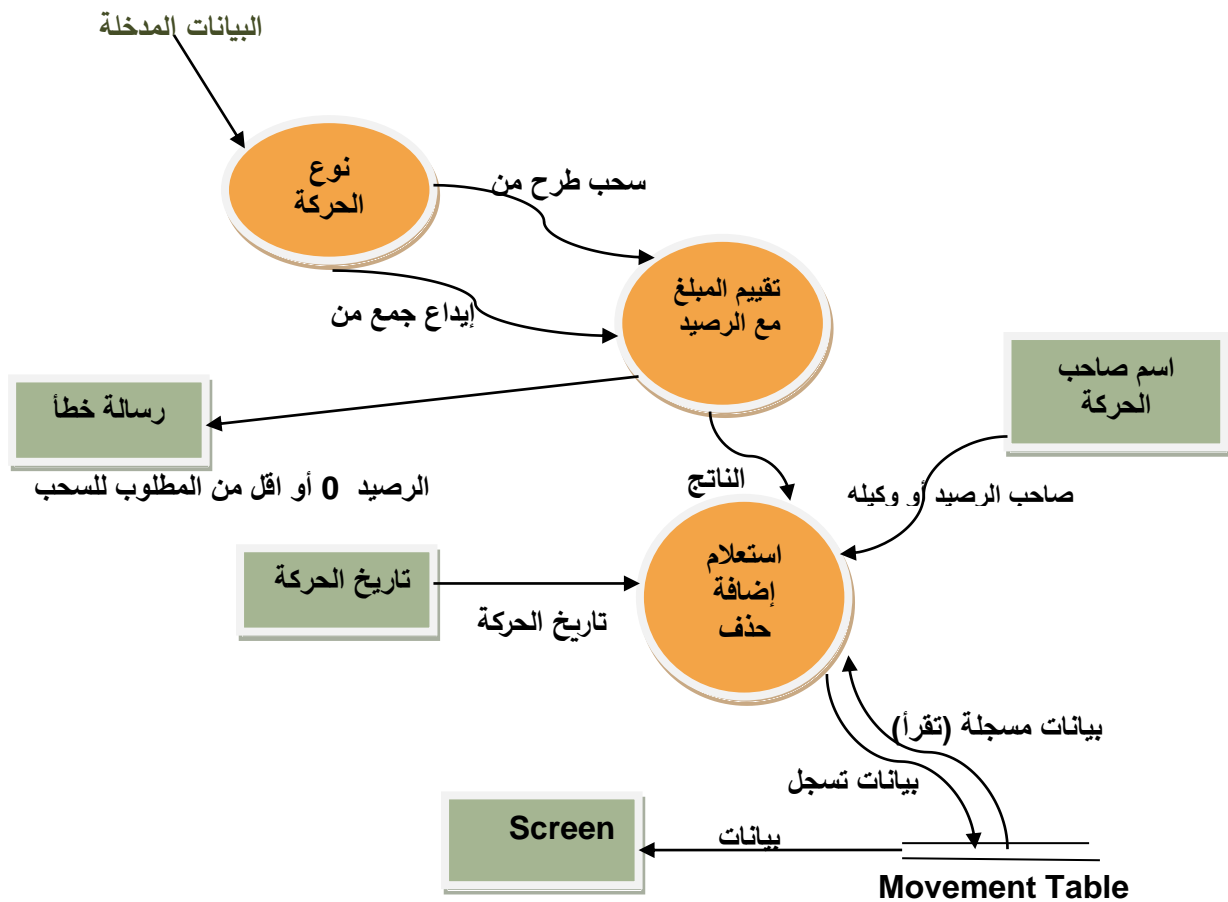 البيانات المدخلة
نوع
الحركة
سحب طرح من
إيداع جمع من
تقييم المبلغ
مع الرصيد
اسم صاحب
الحركة
رسالة خطأ
الرصيد 0 أو اقل من المطلوب للسحب
الناتج
صاحب الرصيد أو وكيله
استعلام
إضافة
حذف
تاريخ الحركة
تاريخ الحركة
بيانات مسجلة (تقرأ)
بيانات تسجل
Screen
بيانات
Movement Table